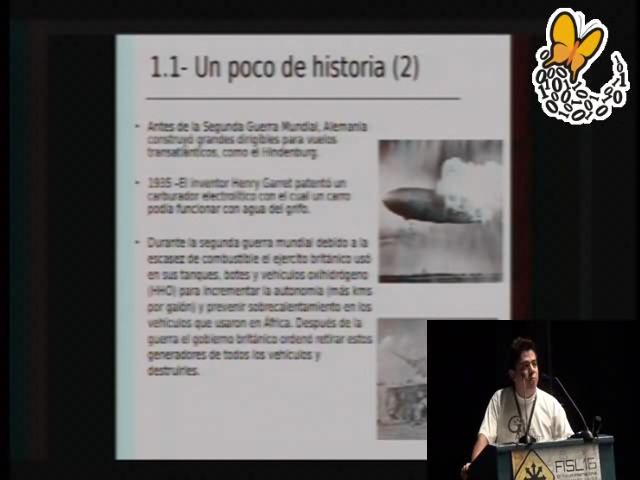 1.1- Un poco de historia (2)
• Antes de la Segunda Guerra Mundial, Alemania
construyó grandes dirigibles para vuelos
transatlánticos, como el Hindenburg.
• 1935 –El inventor Henry Garret patentó un
carburador electrolítico con el cual un carro
podía funcionar con agua del grifo.
• Durante la segunda guerra mundial debido a la
escasez de combustible el ejercito británico usó
en sus tanques, botes y vehículos oxihidrógeno
(HHO) para incrementar la autonomía (más kms
por galón) y prevenir sobrecalentamiento en los
vehículos que usaron en África. Después de la
guerra el gobierno británico ordenó retirar estos
generadores de todos los vehículos y
destruirles.
FISL16